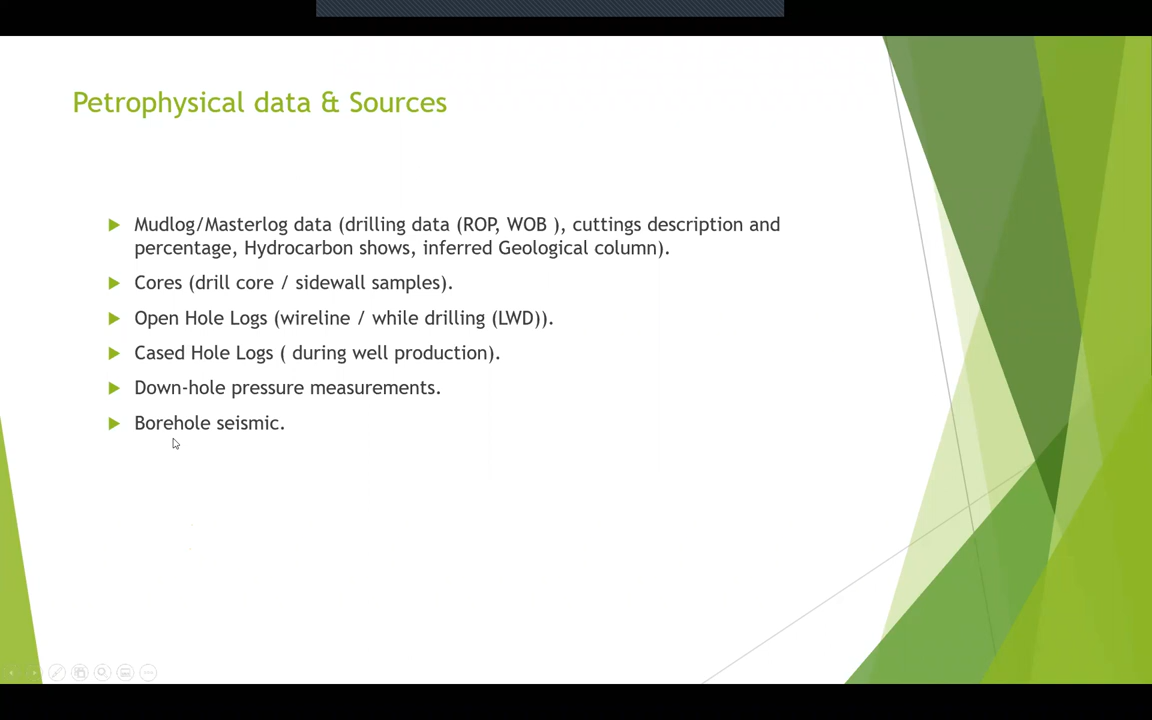 Petrophysical data & Sources
Mudlog/Masterlog data (drilling data (ROP, WOB ), cuttings description and
percentage, Hydrocarbon shows, inferred Geological column).
Cores (drill core / sidewall samples).
Open Hole Logs (wireline / while drilling (LWD)).
Cased Hole Logs ( during well production).
Down-hole pressure measurements.
Borehole seismic.